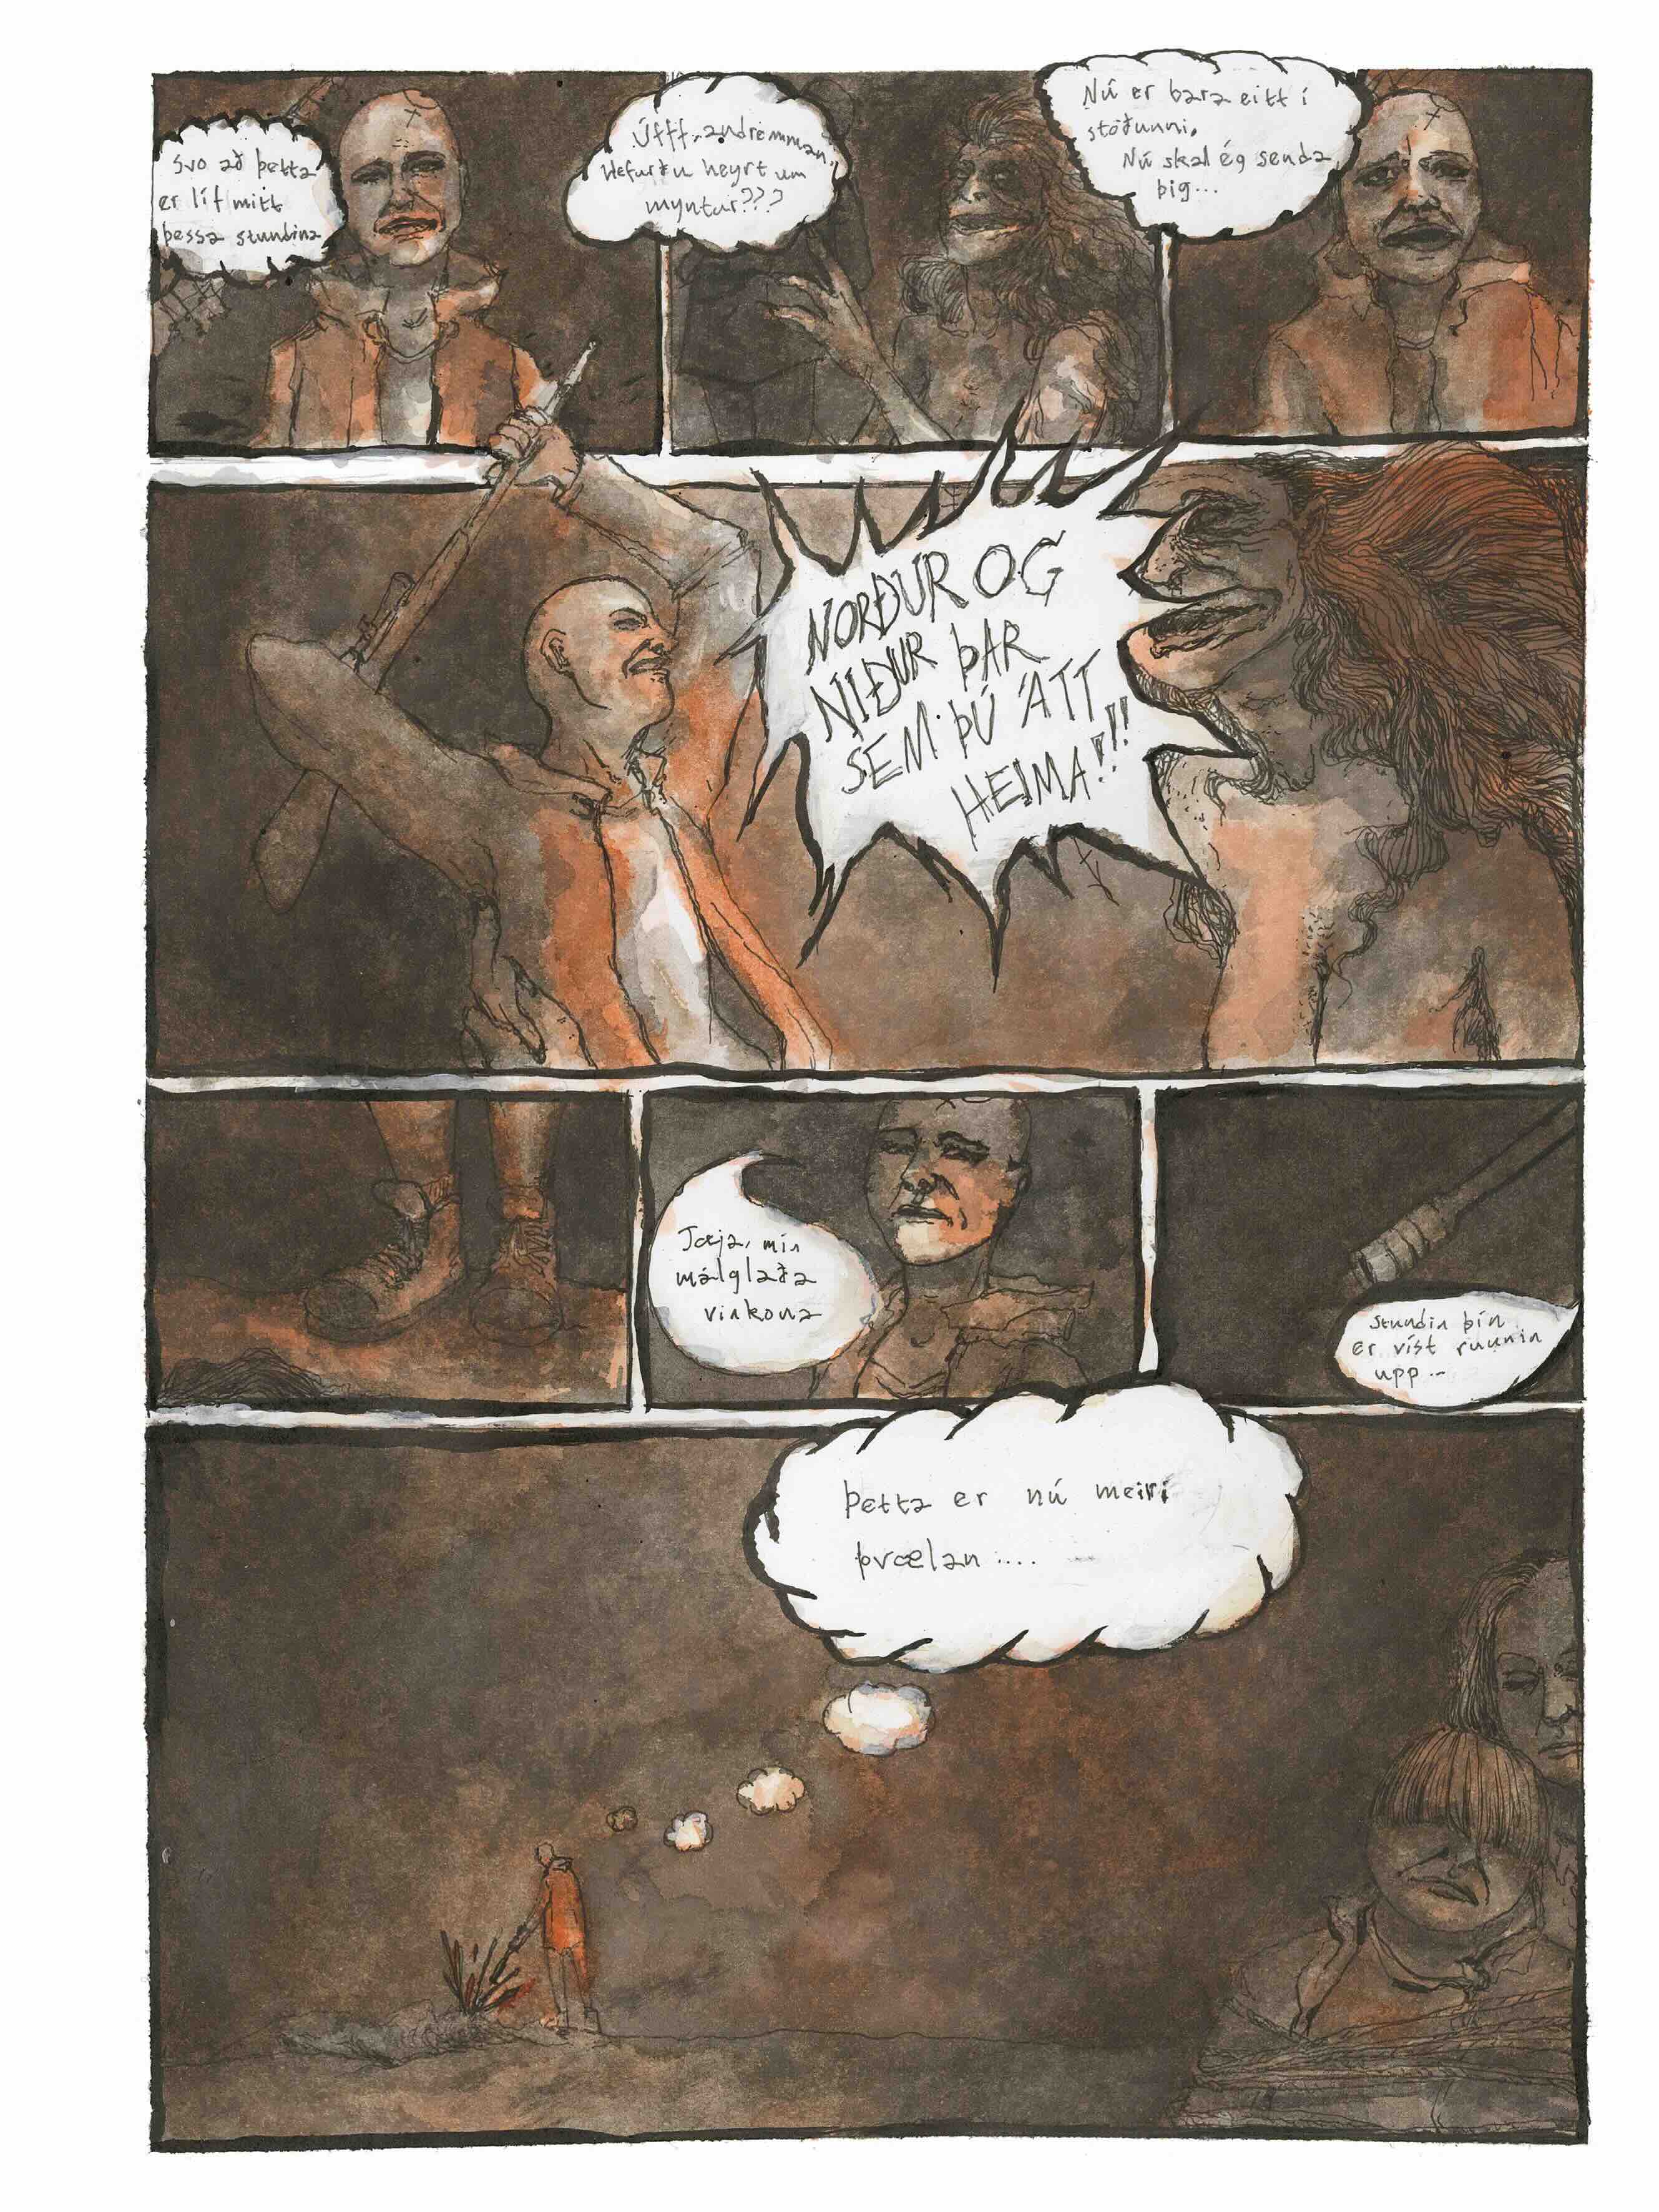 Svo að þetta
er líf mitt
þessa stundina
Úfff, andremman.
Hefurðu heyrt um
myntur???
Nú er bara eitt í
stöðunni.
Nú skal ég senda
þig...
NORÐUR OG
NIÐUR ÞAR
SEM ÞÚ ÁTT
HEIMA!!!
Jæja, mín
málglaða
vinkona
Stundin þín
er víst runnin
upp...
Þetta er nú meiri
þvælan....